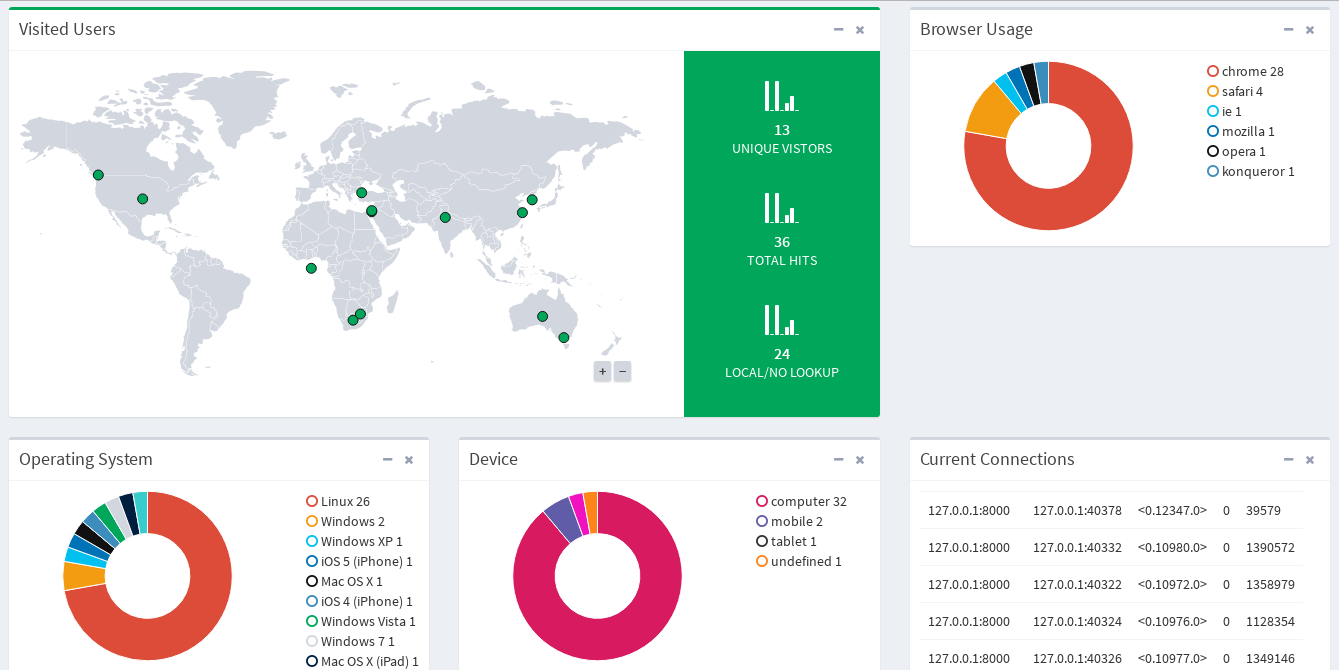 Visited Users
13
UNIQUE VISTORS
36
TOTAL HITS
24
LOCAL/NO LOOKUP
+ −
Browser Usage
chrome 28
safari 4
ie 1
mozilla 1
opera 1
konqueror 1
Operating System
Linux 26
Windows 2
Windows XP 1
iOS 5 (iPhone) 1
Mac OS X 1
iOS 4 (iPhone) 1
Windows Vista 1
Windows 7 1
Mac OS X (iPad) 1
Device
computer 32
mobile 2
tablet 1
undefined 1
Current Connections
127.0.0.1:8000 127.0.0.1:40378 <0.12347.0> 0 39579
127.0.0.1:8000 127.0.0.1:40332 <0.10980.0> 0 1390572
127.0.0.1:8000 127.0.0.1:40322 <0.10972.0> 0 1358979
127.0.0.1:8000 127.0.0.1:40324 <0.10976.0> 0 1128354
127.0.0.1:8000 127.0.0.1:40326 <0.10977.0> 0 1349146